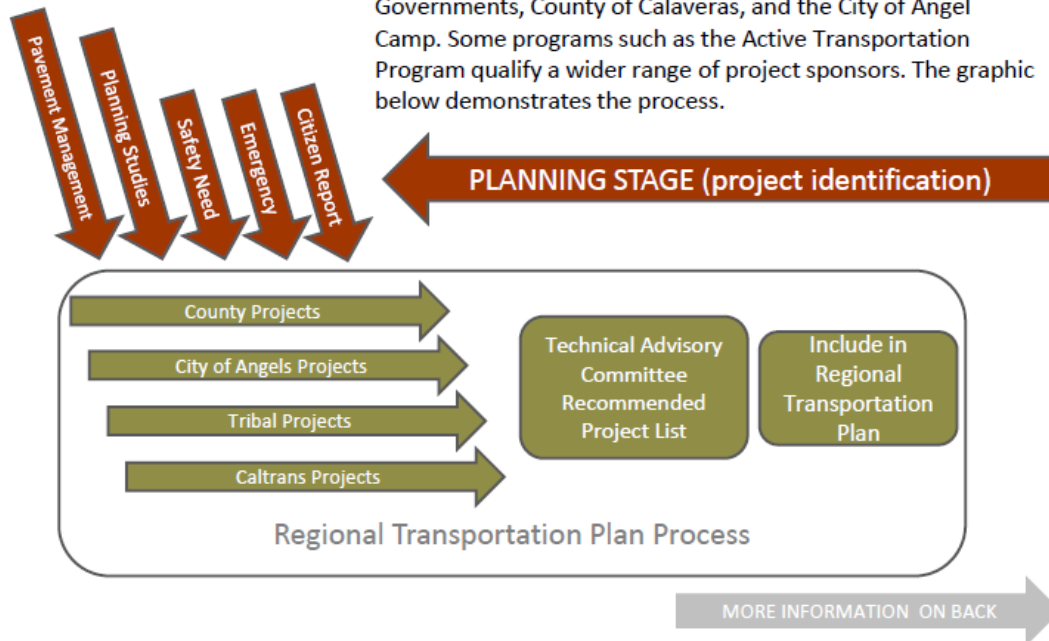 Governments, County of Calaveras, and the City of Angel
Camp. Some programs such as the Active Transportation
Program qualify a wider range of project sponsors. The graphic
below demonstrates the process.
Pavement Management
Planning Studies
Safety Need
Emergency
Citizen Report
PLANNING STAGE (project identification)
County Projects
City of Angels Projects
Tribal Projects
Caltrans Projects
Technical Advisory
Committee
Recommended
Project List
Include in
Regional
Transportation
Plan
Regional Transportation Plan Process
MORE INFORMATION ON BACK